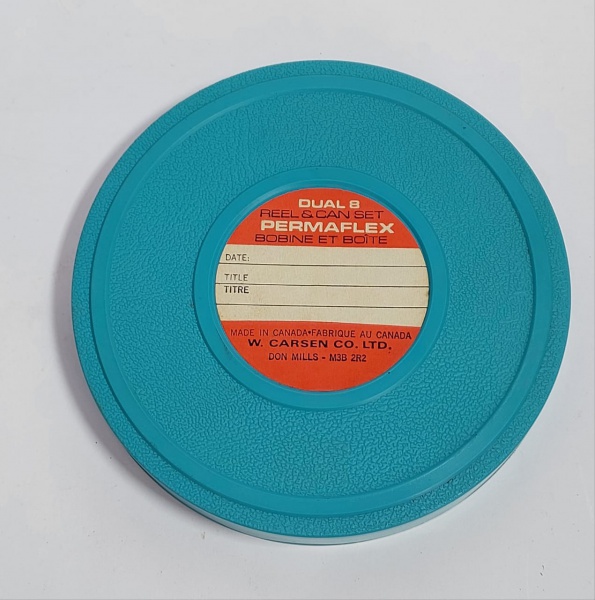 DUAL 8
REEL & CAN SET
PERMAFLEX
BOBINE ET BOÎTE
DATE:
TITLE
TITRE
MADE IN CANADA•FABRIQUE AU CANADA
W. CARSEN CO. LTD.
DON MILLS - M3B 2R2